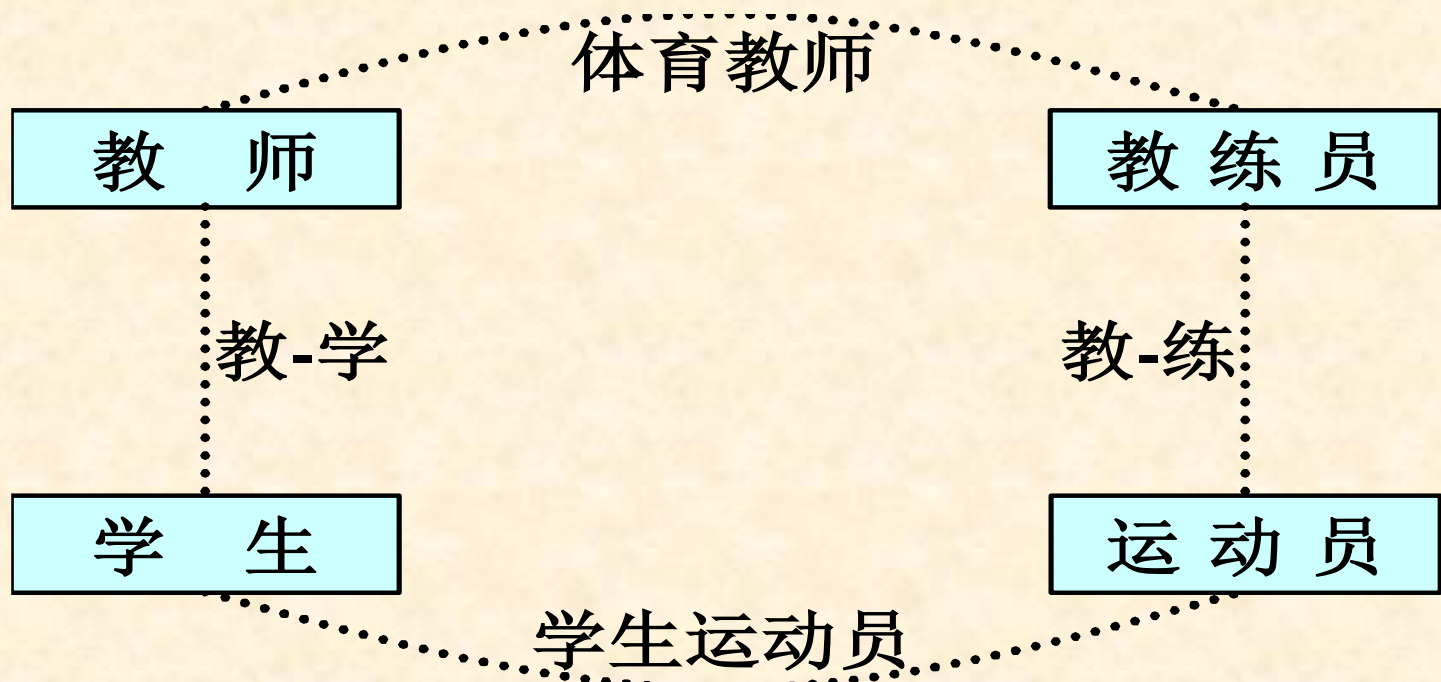 体育教师
教 师
教 练 员
教-学
教-练
学 生
运 动 员
学生运动员